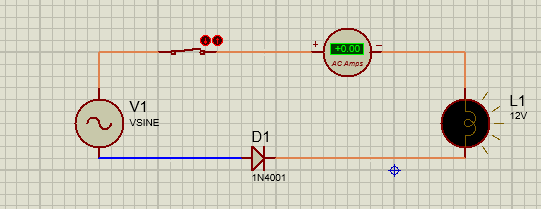 +
+0.00
−
AC Amps
V1
VSINE
D1
1N4001
L1
12V